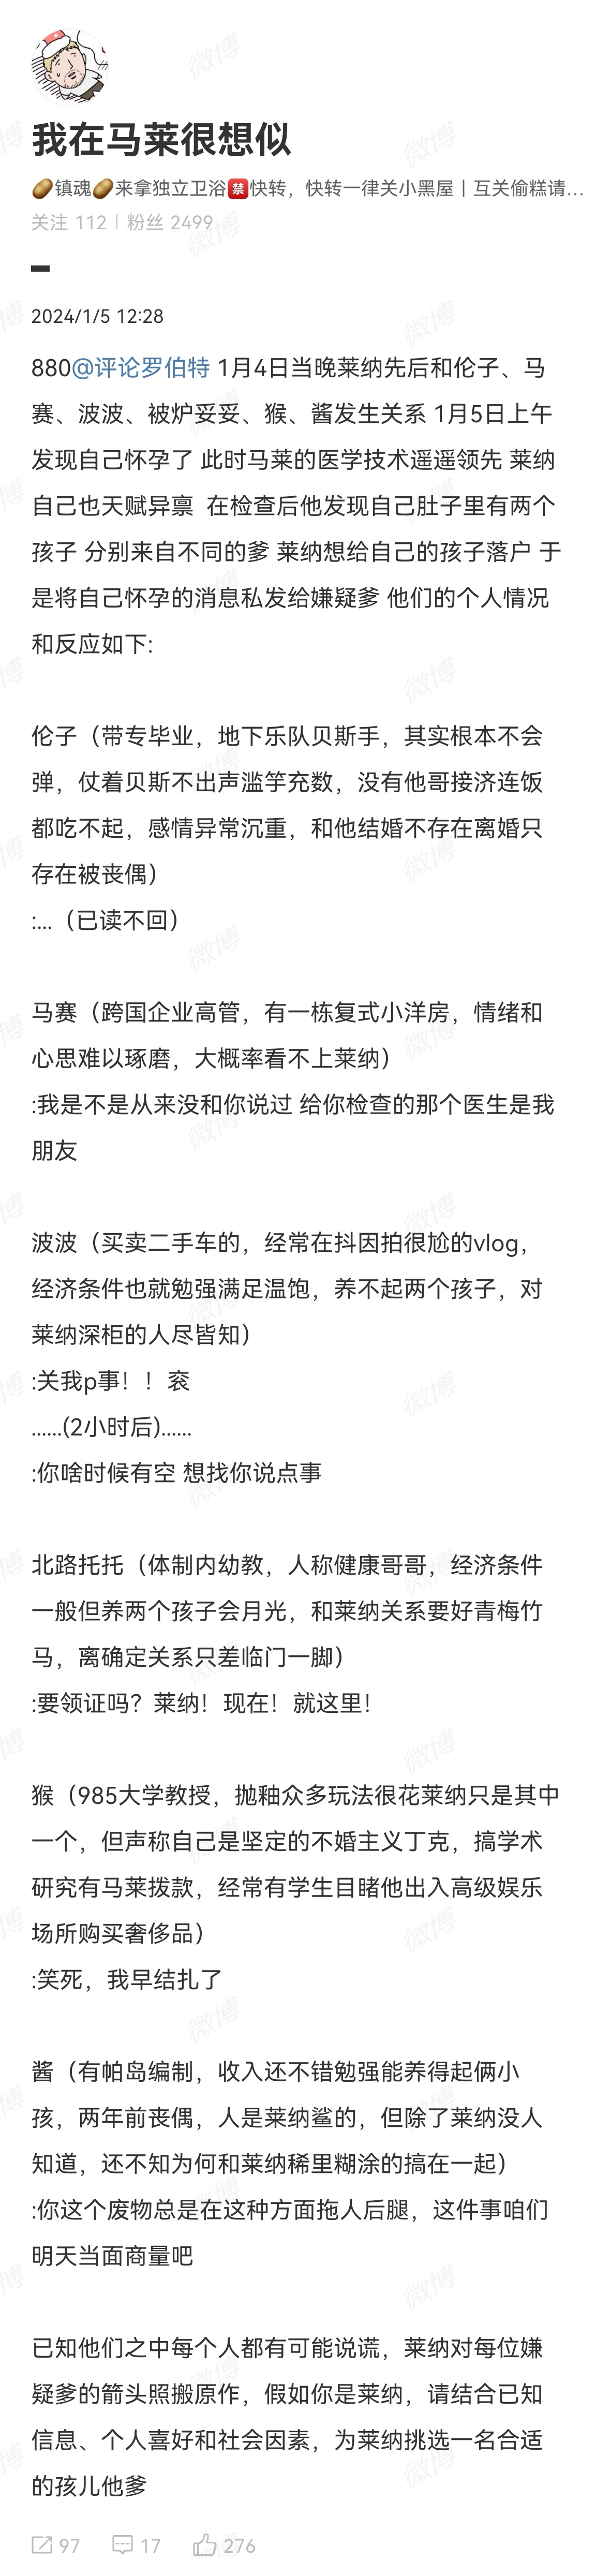 我在马莱很想似
🥔镇魂🥔来拿独立卫浴🈲快转，快转一律关小黑屋丨互关偷糕请...
关注 112 | 粉丝 2499
2024/1/5 12:28
880@评论罗伯特 1月4日当晚莱纳先后和伦子、马
赛、波波、被炉妥妥、猴、酱发生关系 1月5日上午
发现自己怀孕了 此时马莱的医学技术遥遥领先 莱纳
自己也天赋异禀  在检查后他发现自己肚子里有两个
孩子 分别来自不同的爹 莱纳想给自己的孩子落户 于
是将自己怀孕的消息私发给嫌疑爹 他们的个人情况
和反应如下:
伦子（带专毕业，地下乐队贝斯手，其实根本不会
弹，仗着贝斯不出声滥竽充数，没有他哥接济连饭
都吃不起，感情异常沉重，和他结婚不存在离婚只
存在被丧偶）
:...（已读不回）
马赛（跨国企业高管，有一栋复式小洋房，情绪和
心思难以琢磨，大概率看不上莱纳）
:我是不是从来没和你说过 给你检查的那个医生是我
朋友
波波（买卖二手车的，经常在抖因拍很尬的vlog，
经济条件也就勉强满足温饱，养不起两个孩子，对
莱纳深柜的人尽皆知）
:关我p事！！衮
......(2小时后)......
:你啥时候有空 想找你说点事
北路托托（体制内幼教，人称健康哥哥，经济条件
一般但养两个孩子会月光，和莱纳关系要好青梅竹
马，离确定关系只差临门一脚）
:要领证吗？莱纳！现在！就这里！
猴（985大学教授，抛釉众多玩法很花莱纳只是其中
一个，但声称自己是坚定的不婚主义丁克，搞学术
研究有马莱拨款，经常有学生目睹他出入高级娱乐
场所购买奢侈品）
:笑死，我早结扎了
酱（有帕岛编制，收入还不错勉强能养得起俩小
孩，两年前丧偶，人是莱纳鲨的，但除了莱纳没人
知道，还不知为何和莱纳稀里糊涂的搞在一起）
:你这个废物总是在这种方面拖人后腿，这件事咱们
明天当面商量吧
已知他们之中每个人都有可能说谎，莱纳对每位嫌
疑爹的箭头照搬原作，假如你是莱纳，请结合已知
信息、个人喜好和社会因素，为莱纳挑选一名合适
的孩儿他爹
97 17 276
微博